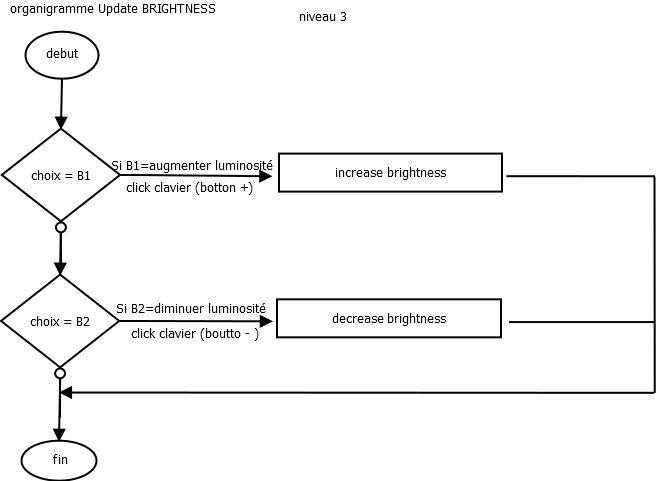 organigramme Update BRIGHTNESS
niveau 3
debut
choix = B1
Si B1=augmenter luminosité
click clavier (botton +)
increase brightness
choix = B2
Si B2=diminuer luminosité
click clavier (boutto - )
decrease brightness
fin